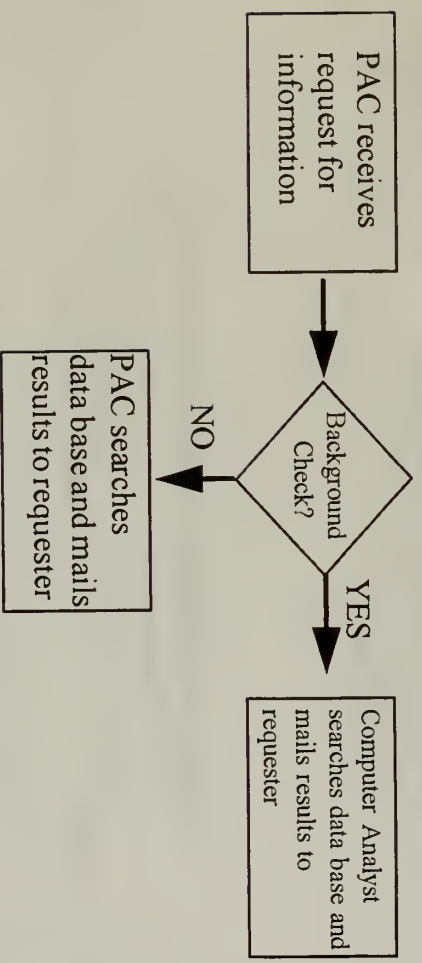 PAC receives
request for
information
Background
Check?
YES
Computer Analyst
searches data base and
mails results to
requester
NO
PAC searches
data base and mails
results to requester